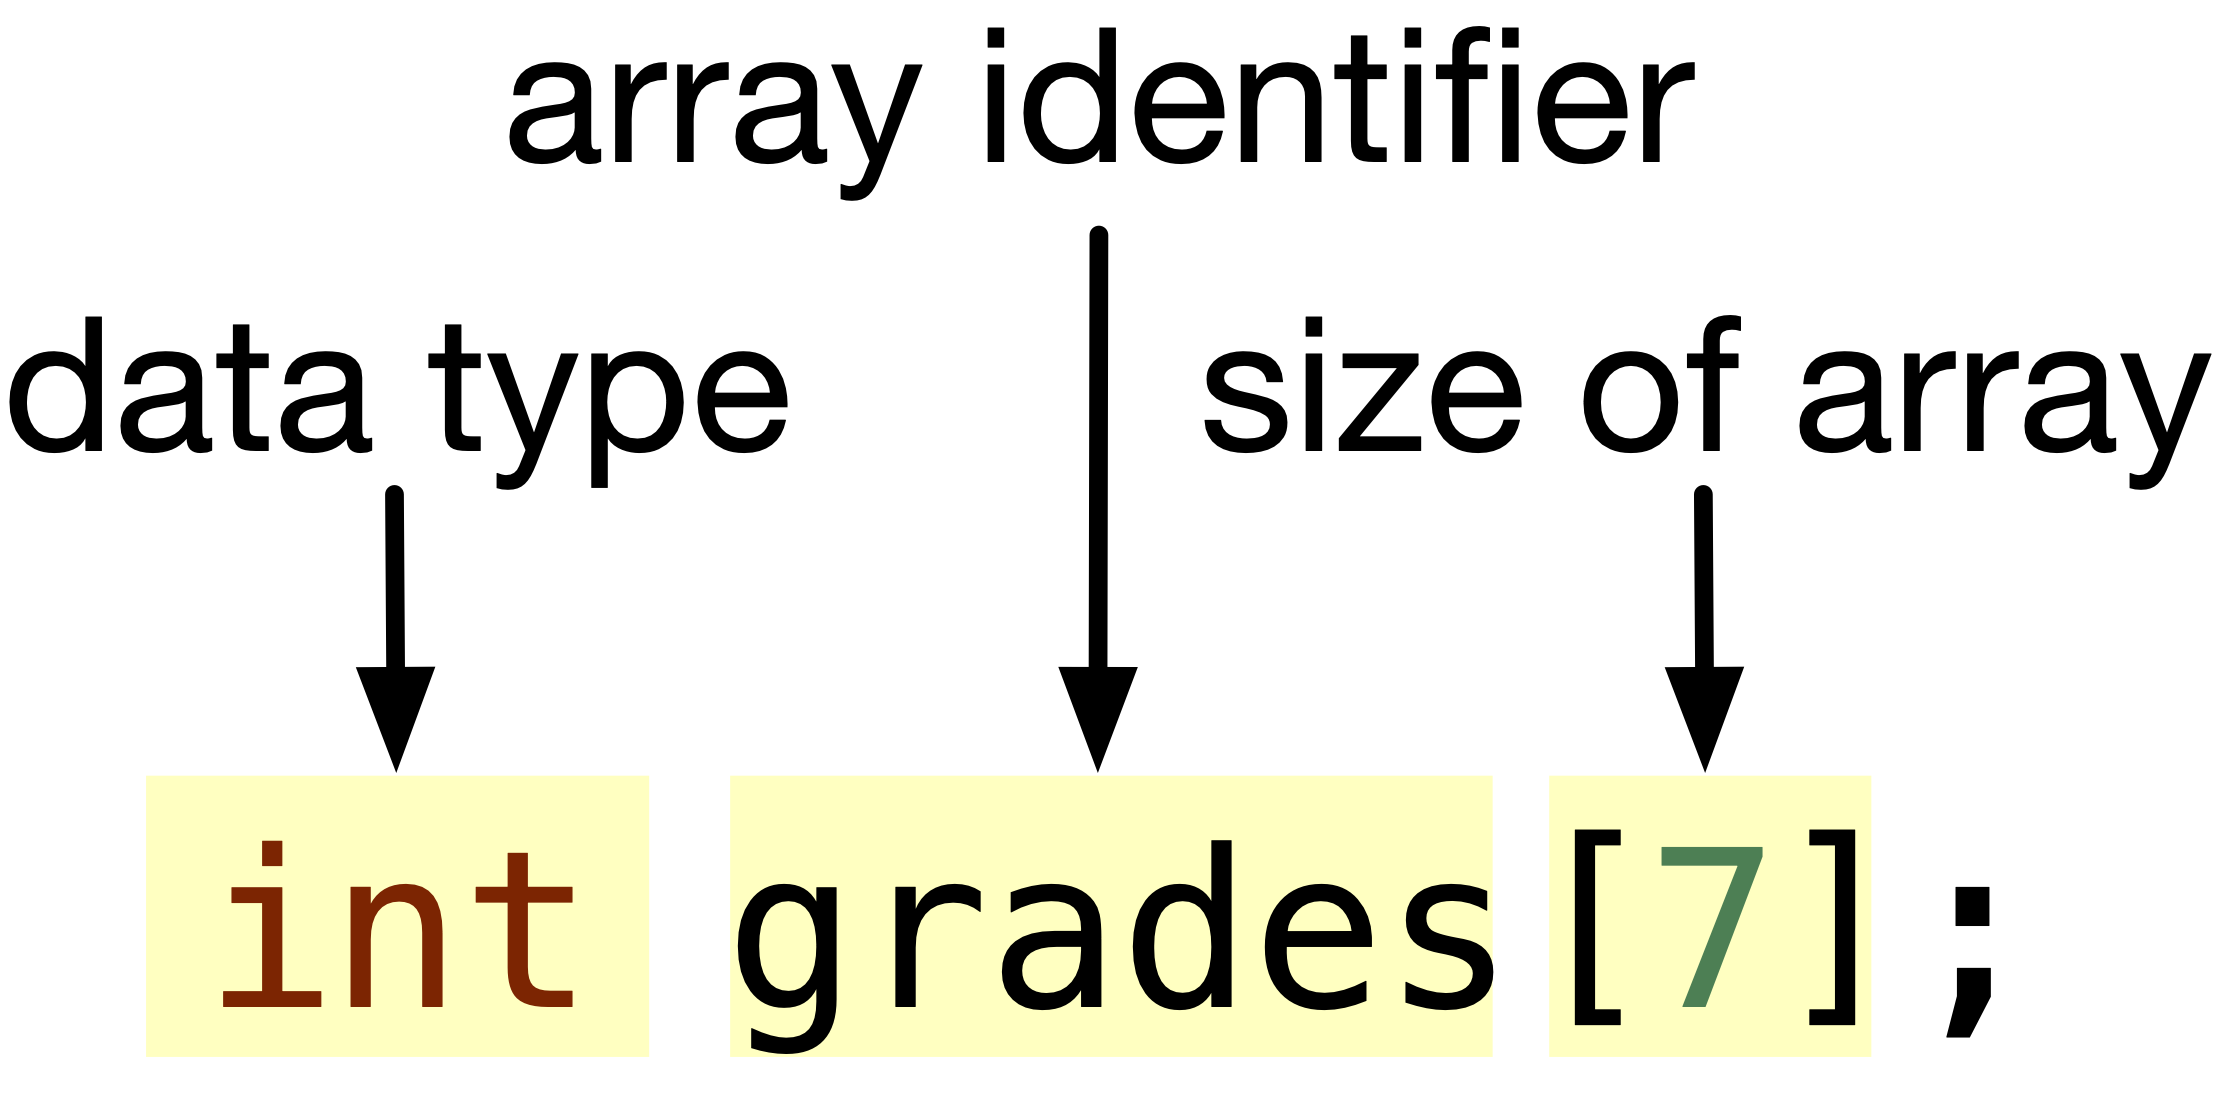 array identifier
data type size of array
int grades[7];